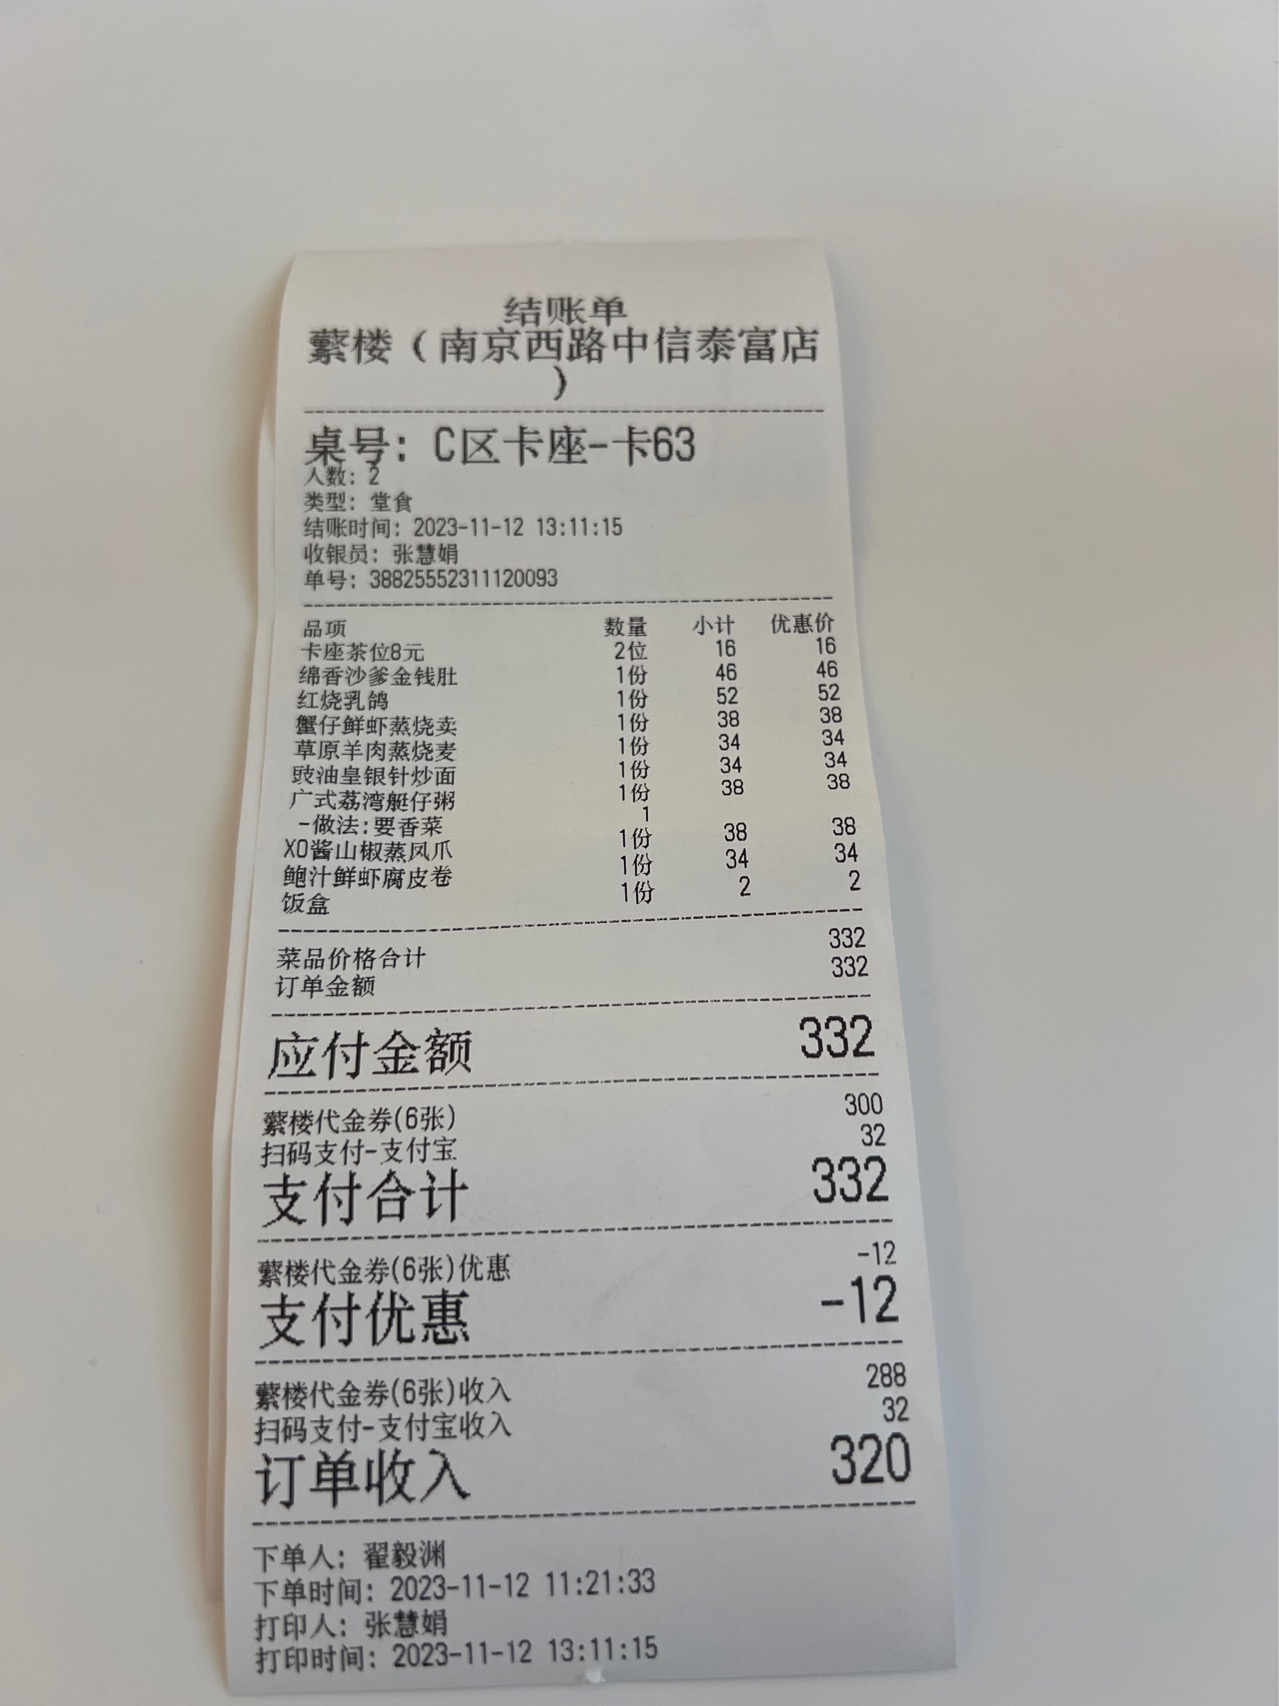 结账单
蘩楼（南京西路中信泰富店
）
桌号: C区卡座-卡63
人数: 2
类型: 堂食
结账时间: 2023-11-12 13:11:15
收银员: 张慧娟
单号: 38825552311120093
品项 数量 小计 优惠价
卡座茶位8元 2位 16 16
绵香沙爹金钱肚 1份 46 46
红烧乳鸽 1份 52 52
蟹仔鲜虾蒸烧卖 1份 38 38
草原羊肉蒸烧麦 1份 34 34
豉油皇银针炒面 1份 34 34
广式荔湾艇仔粥 1份 38 38
-做法:要香菜 1
XO酱山椒蒸凤爪 1份 38 38
鲍汁鲜虾腐皮卷 1份 34 34
饭盒 1份 2 2
菜品价格合计 332
订单金额 332
应付金额 332
蘩楼代金券(6张) 300
扫码支付-支付宝 32
支付合计 332
蘩楼代金券(6张)优惠 -12
支付优惠 -12
蘩楼代金券(6张)收入 288
扫码支付-支付宝收入 32
订单收入 320
下单人: 翟毅渊
下单时间: 2023-11-12 11:21:33
打印人: 张慧娟
打印时间: 2023-11-12 13:11:15